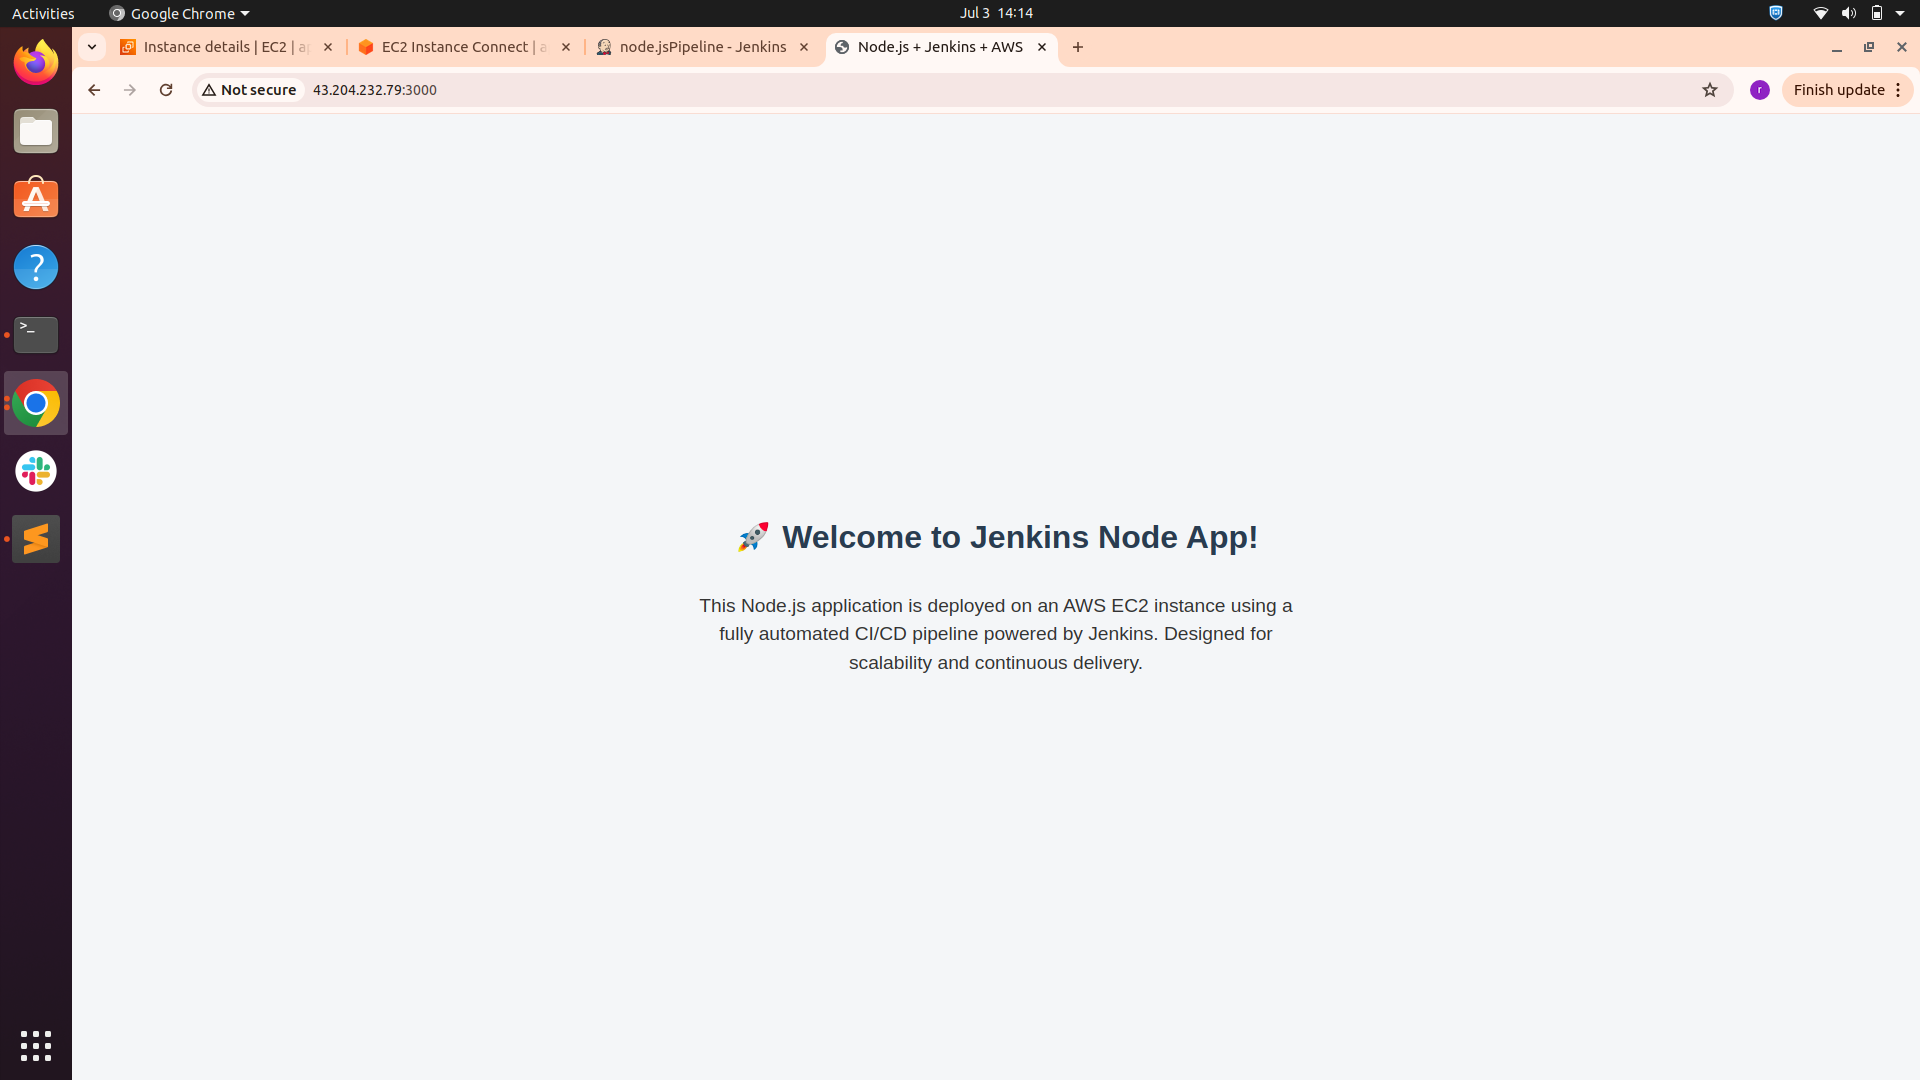 Activities
Google Chrome
Jul 3 14:14
Instance details | EC2 | a
EC2 Instance Connect | a
node.jsPipeline - Jenkins
Node.js + Jenkins + AWS
Not secure
43.204.232.79:3000
r
Finish update
🚀 Welcome to Jenkins Node App!
This Node.js application is deployed on an AWS EC2 instance using a
fully automated CI/CD pipeline powered by Jenkins. Designed for
scalability and continuous delivery.